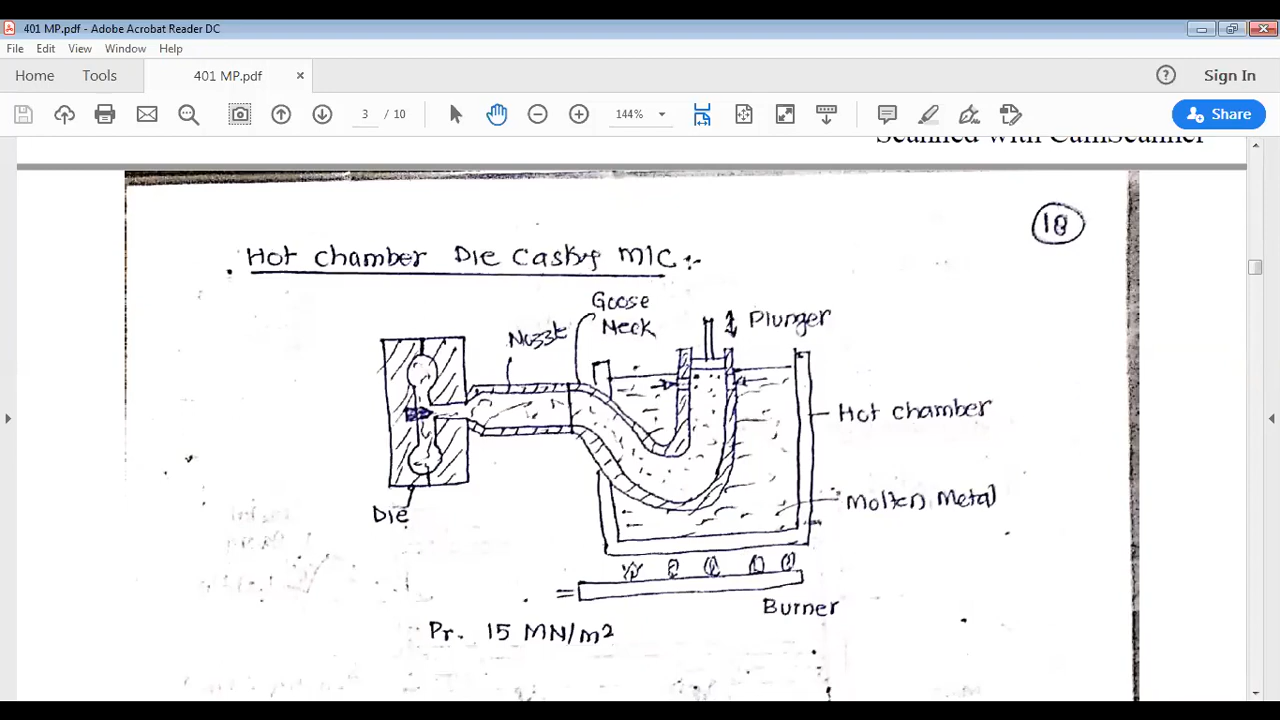 401 MP.pdf - Adobe Acrobat Reader DC
File Edit View Window Help
Home Tools 401 MP.pdf × Sign In
3 / 10 144% Share
Scanned with CamScanner
18
Hot chamber Die Casting M/C :-
Goose
Neck
Nozzle
Plunger
Hot chamber
Molten Metal
Die
Burner
Pr. 15 MN/m2